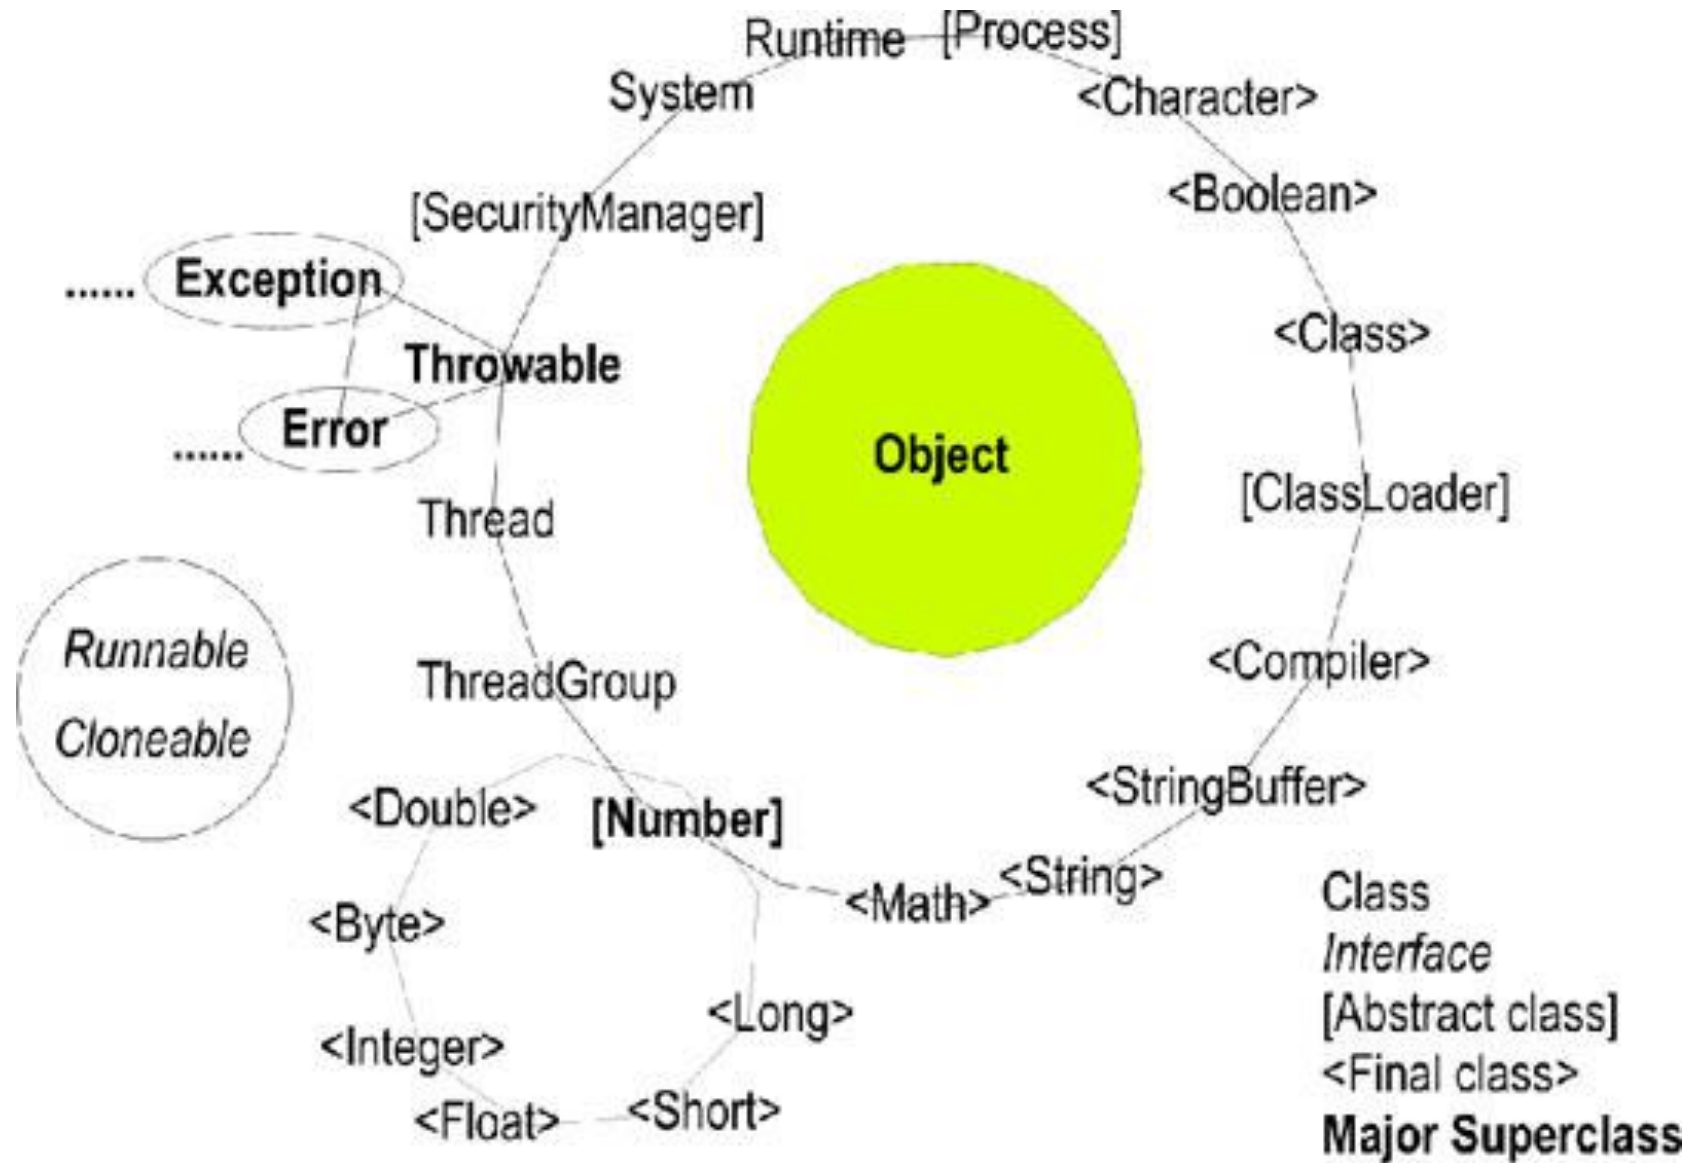 Runtime
[Process]
System
<Character>
<Boolean>
[SecurityManager]
...... Exception
<Class>
Throwable
...... Error
Object
[ClassLoader]
Thread
Runnable
Cloneable
ThreadGroup
<Compiler>
<Double>
[Number]
<StringBuffer>
<String>
<Math>
<Byte>
<Long>
<Integer>
<Short>
<Float>
Class
Interface
[Abstract class]
<Final class>
Major Superclass